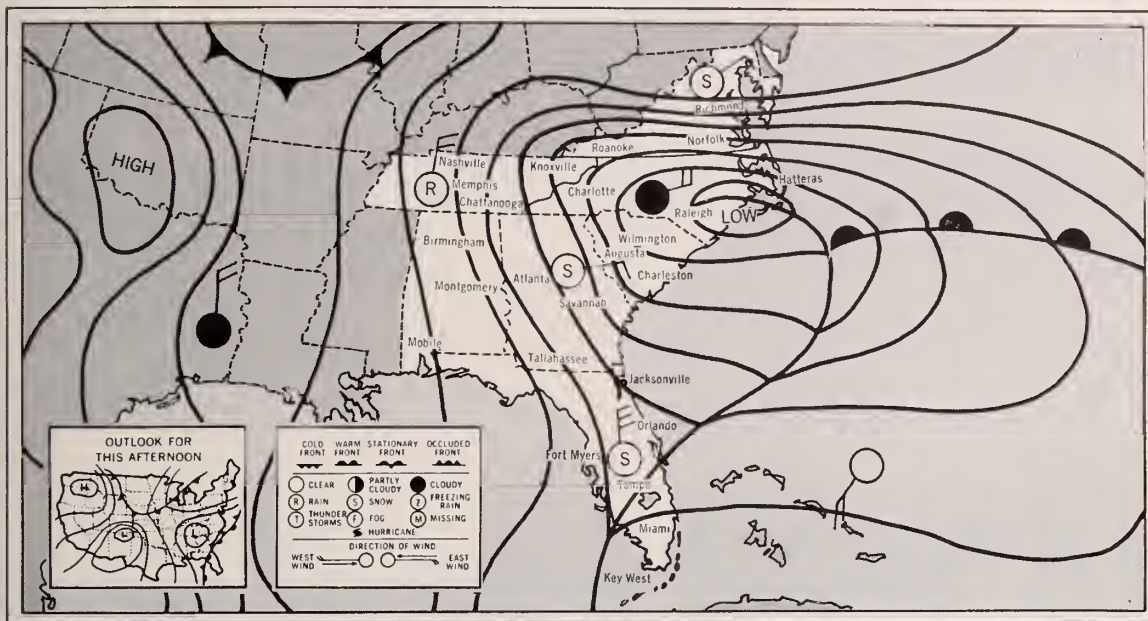 S
Richmond
HIGH
Nashville
Knoxville
Roanoke
Norfolk
R
Memphis
Chattanooga
Charlotte
Hatteras
Raleigh
LOW
Birmingham
Wilmington
Augusta
Atlanta
S
Charleston
Montgomery
Savannah
Mobile
Tallahassee
Jacksonville
Orlando
Fort Myers
S
Tampa
Miami
Key West
OUTLOOK FOR
THIS AFTERNOON
H
L
L
COLD FRONT
WARM FRONT
STATIONARY FRONT
OCCLUDED FRONT
CLEAR
PARTLY CLOUDY
CLOUDY
R RAIN
S SNOW
Z FREEZING RAIN
T THUNDER STORMS
F FOG
M MISSING
HURRICANE
DIRECTION OF WIND
WEST WIND
EAST WIND